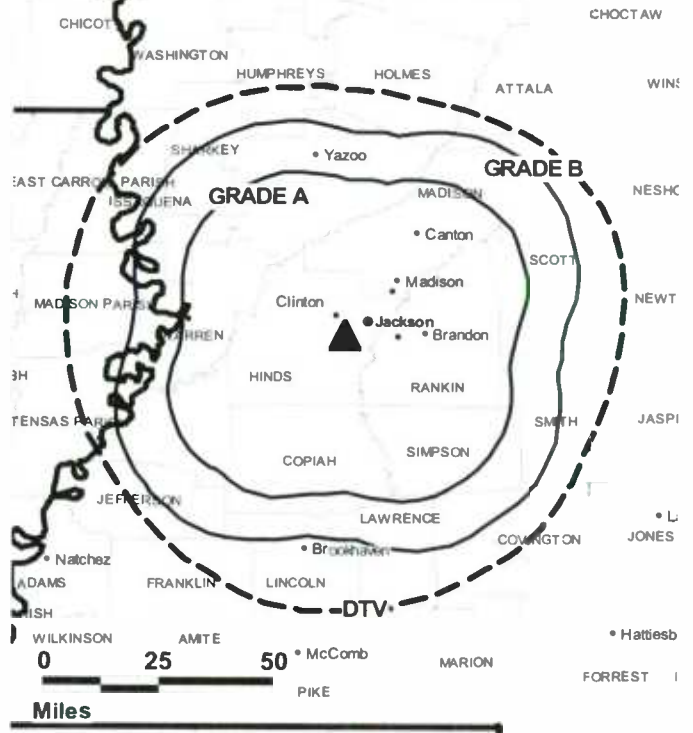 CHOCTAW
CHICOT
WASHINGTON
HUMPHREYS
HOLMES
ATTALA
WINS
SHARKEY
Yazoo
GRADE B
EAST CARROLL PARISH
GRADE A
MADISON
NESHO
ISSAQUENA
Canton
SCOTT
Madison
MADISON PARISH
Clinton
NEWT
Jackson
WARREN
Brandon
HINDS
RANKIN
SH
TENSAS PARISH
SMITH
JASPI
COPIAH
SIMPSON
JEFFERSON
LAWRENCE
COVINGTON
JONES
Brookhaven
Natchez
ADAMS
FRANKLIN
LINCOLN
DTV
RISH
WILKINSON
AMITE
Hattiesb
0 25 50
McComb
MARION
FORREST
PIKE
Miles